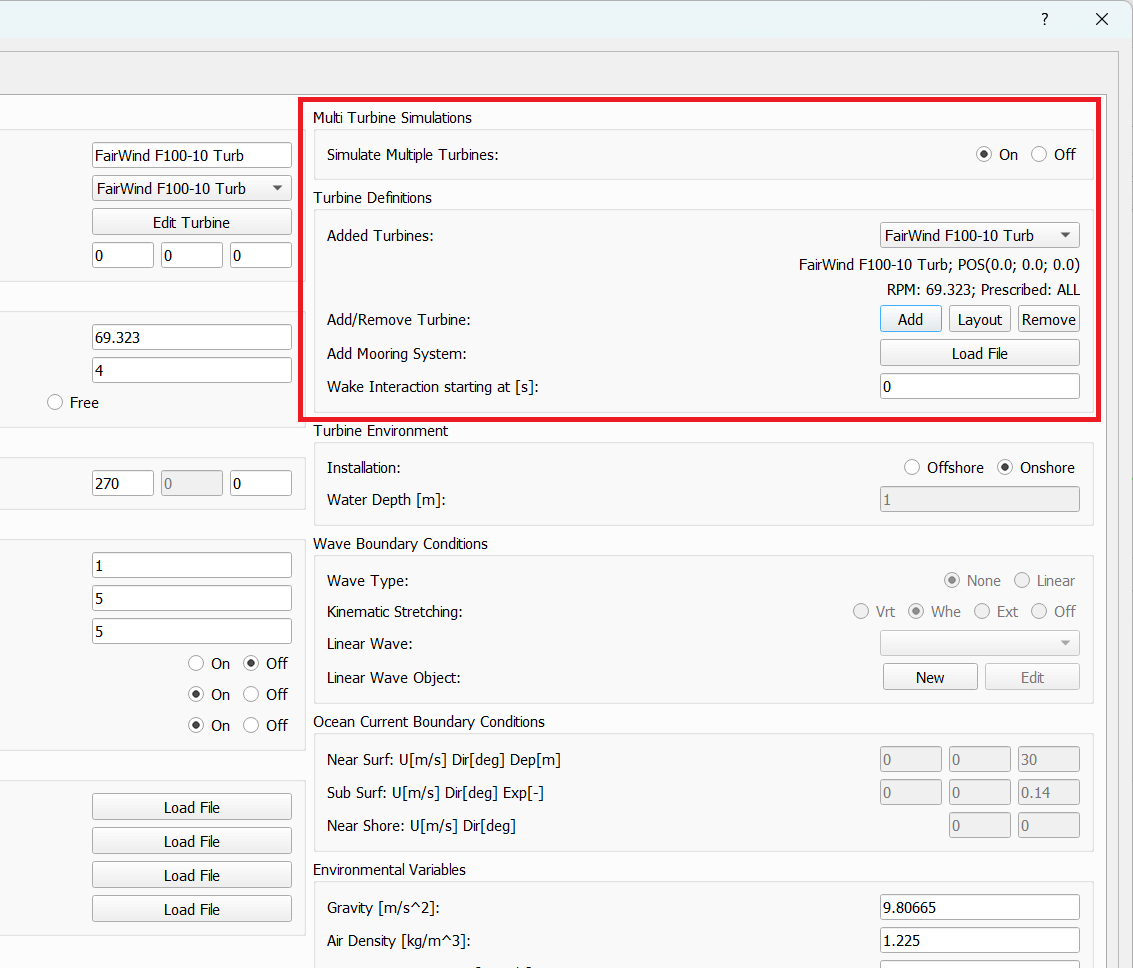 ?
FairWind F100-10 Turb
FairWind F100-10 Turb
Edit Turbine
0 0 0
69.323
4
Free
270 0 0
1
5
5
On Off
On Off
On Off
Load File
Load File
Load File
Load File
Multi Turbine Simulations
Simulate Multiple Turbines: On Off
Turbine Definitions
Added Turbines: FairWind F100-10 Turb
FairWind F100-10 Turb; POS(0.0; 0.0; 0.0)
RPM: 69.323; Prescribed: ALL
Add/Remove Turbine: Add Layout Remove
Add Mooring System: Load File
Wake Interaction starting at [s]: 0
Turbine Environment
Installation: Offshore Onshore
Water Depth [m]: 1
Wave Boundary Conditions
Wave Type: None Linear
Kinematic Stretching: Vrt Whe Ext Off
Linear Wave:
Linear Wave Object: New Edit
Ocean Current Boundary Conditions
Near Surf: U[m/s] Dir[deg] Dep[m] 0 0 30
Sub Surf: U[m/s] Dir[deg] Exp[-] 0 0 0.14
Near Shore: U[m/s] Dir[deg] 0 0
Environmental Variables
Gravity [m/s^2]: 9.80665
Air Density [kg/m^3]: 1.225